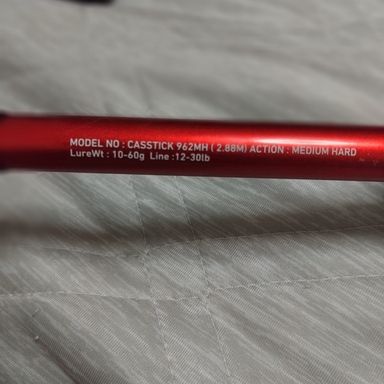 MODEL NO : CASSTICK 962MH ( 2.88M) ACTION : MEDIUM HARD
LureWt : 10-60g Line :12-30lb